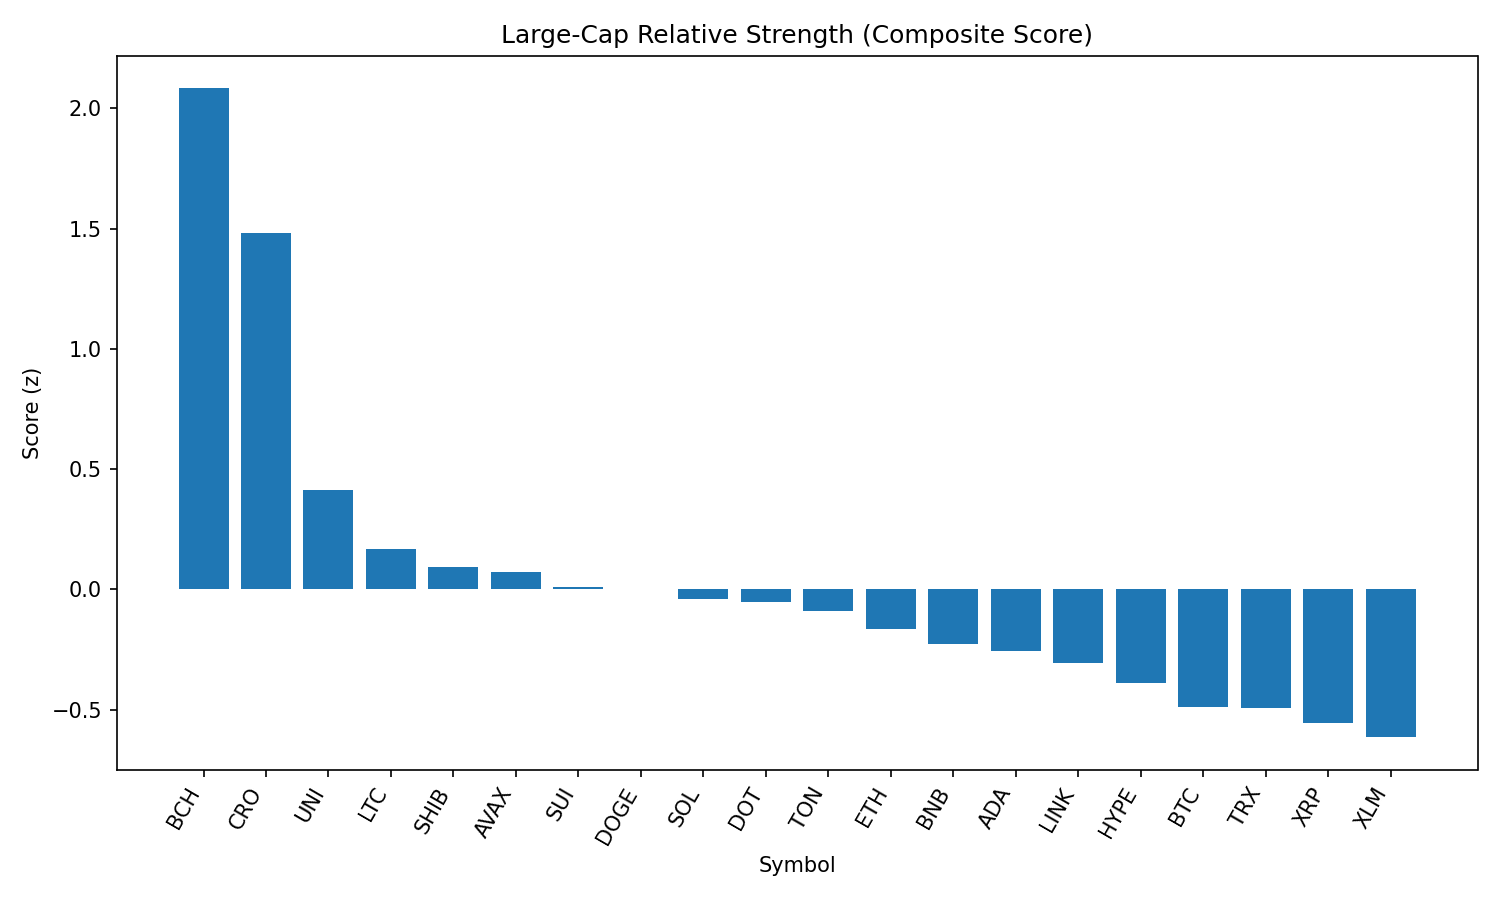 Large-Cap Relative Strength (Composite Score)
2.0
1.5
1.0
0.5
0.0
−0.5
Score (z)
BCH
CRO
UNI
LTC
SHIB
AVAX
SUI
DOGE
SOL
DOT
TON
ETH
BNB
ADA
LINK
HYPE
BTC
TRX
XRP
XLM
Symbol